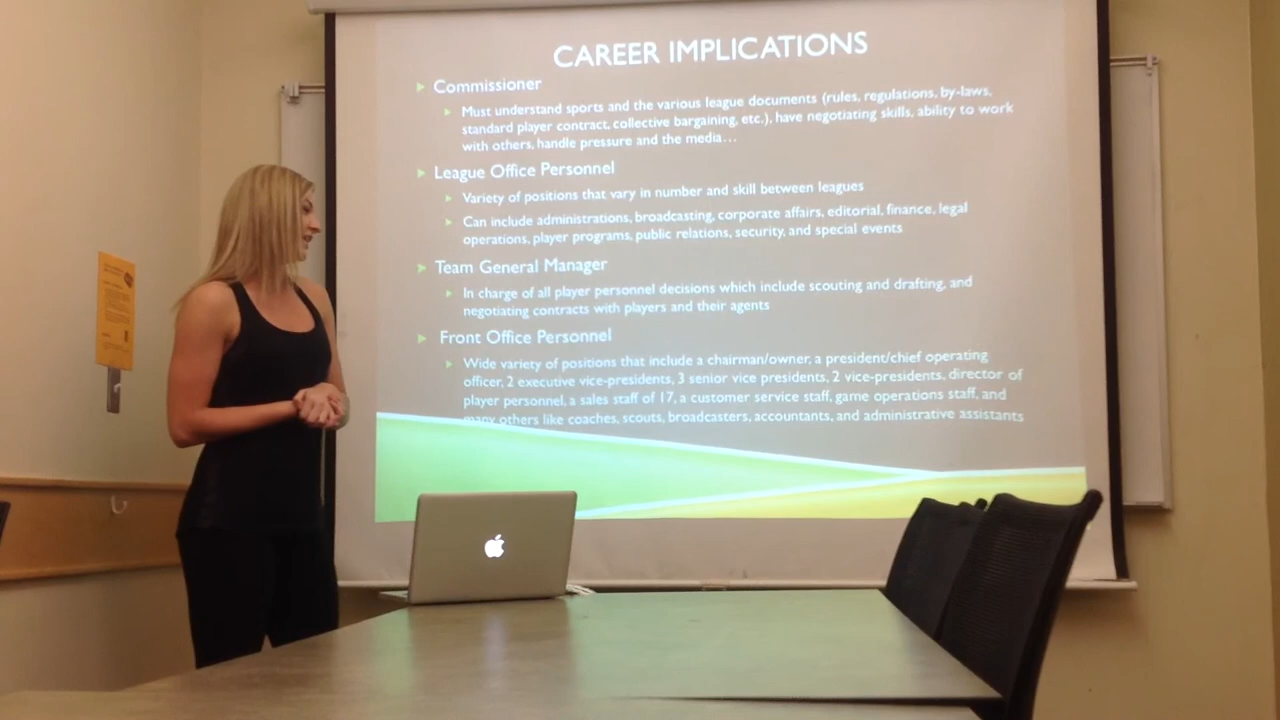 CAREER IMPLICATIONS
Commissioner
Must understand sports and the various league documents (rules, regulations, by-laws,
standard player contract, collective bargaining, etc.), have negotiating skills, ability to work
with others, handle pressure and the media…
League Office Personnel
Variety of positions that vary in number and skill between leagues
Can include administrations, broadcasting, corporate affairs, editorial, finance, legal
operations, player programs, public relations, security, and special events
Team General Manager
In charge of all player personnel decisions which include scouting and drafting, and
negotiating contracts with players and their agents
Front Office Personnel
Wide variety of positions that include a chairman/owner, a president/chief operating
officer, 2 executive vice-presidents, 3 senior vice presidents, 2 vice-presidents, director of
player personnel, a sales staff of 17, a customer service staff, game operations staff, and
many others like coaches, scouts, broadcasters, accountants, and administrative assistants